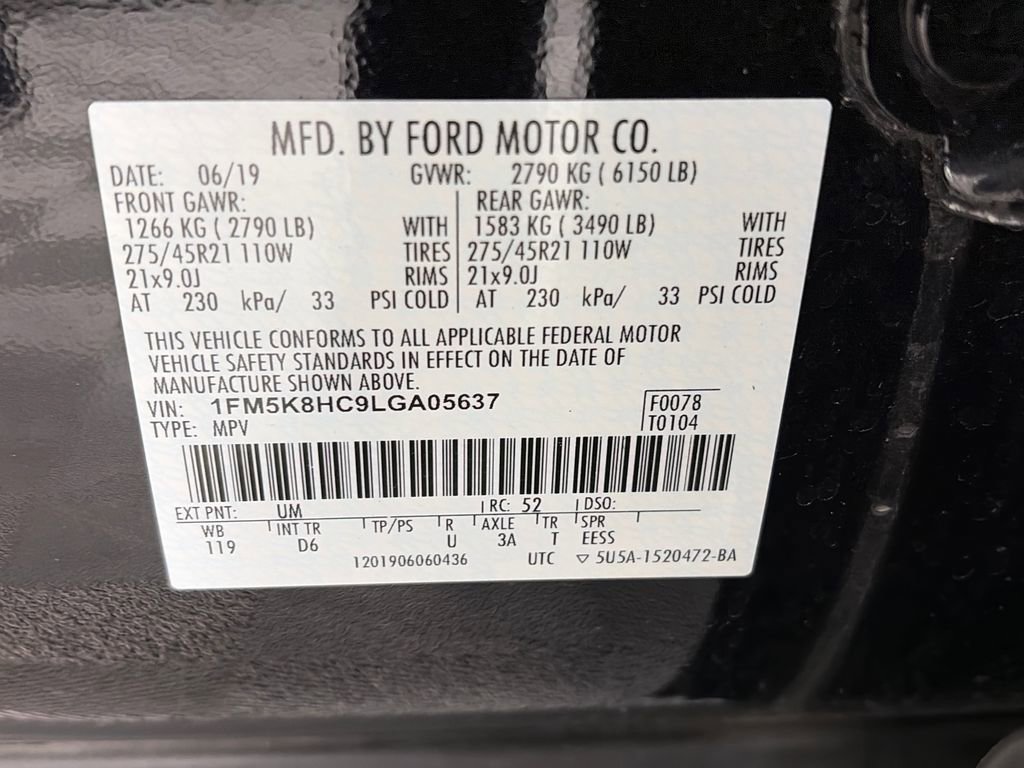 MFD. BY FORD MOTOR CO.
DATE: 06/19 GVWR: 2790 KG ( 6150 LB)
FRONT GAWR: REAR GAWR:
1266 KG ( 2790 LB) WITH 1583 KG ( 3490 LB) WITH
275/45R21 110W TIRES 275/45R21 110W TIRES
21x9.0J RIMS 21x9.0J RIMS
AT 230 kPa/ 33 PSI COLD AT 230 kPa/ 33 PSI COLD
THIS VEHICLE CONFORMS TO ALL APPLICABLE FEDERAL MOTOR
VEHICLE SAFETY STANDARDS IN EFFECT ON THE DATE OF
MANUFACTURE SHOWN ABOVE.
VIN: 1FM5K8HC9LGA05637 F0078
TYPE: MPV T0104
EXT PNT: UM RC: 52 DSO:
WB INT TR TP/PS R AXLE TR SPR
119 D6 U 3A T EESS
1201906060436 UTC ▽ 5U5A-1520472-BA